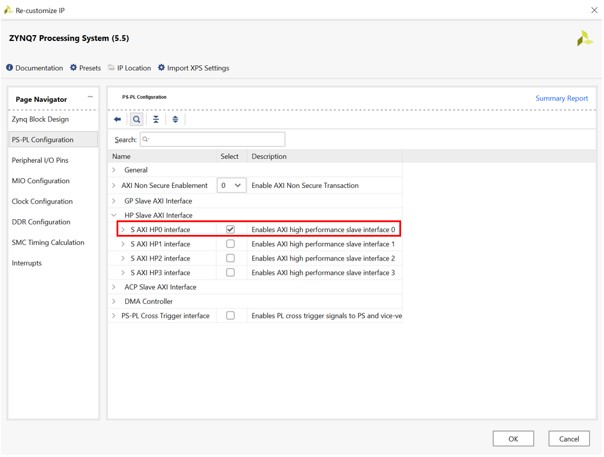 Re-customize IP
ZYNQ7 Processing System (5.5)
Documentation Presets IP Location Import XPS Settings
Page Navigator
Zynq Block Design
PS-PL Configuration
Peripheral I/O Pins
MIO Configuration
Clock Configuration
DDR Configuration
SMC Timing Calculation
Interrupts
PS-PL Configuration
Summary Report
Search:
Name Select Description
General
AXI Non Secure Enablement 0 Enable AXI Non Secure Transaction
GP Slave AXI Interface
HP Slave AXI Interface
S AXI HP0 interface Enables AXI high performance slave interface 0
S AXI HP1 interface Enables AXI high performance slave interface 1
S AXI HP2 interface Enables AXI high performance slave interface 2
S AXI HP3 interface Enables AXI high performance slave interface 3
ACP Slave AXI Interface
DMA Controller
PS-PL Cross Trigger interface Enables PL cross trigger signals to PS and vice-ve
OK Cancel